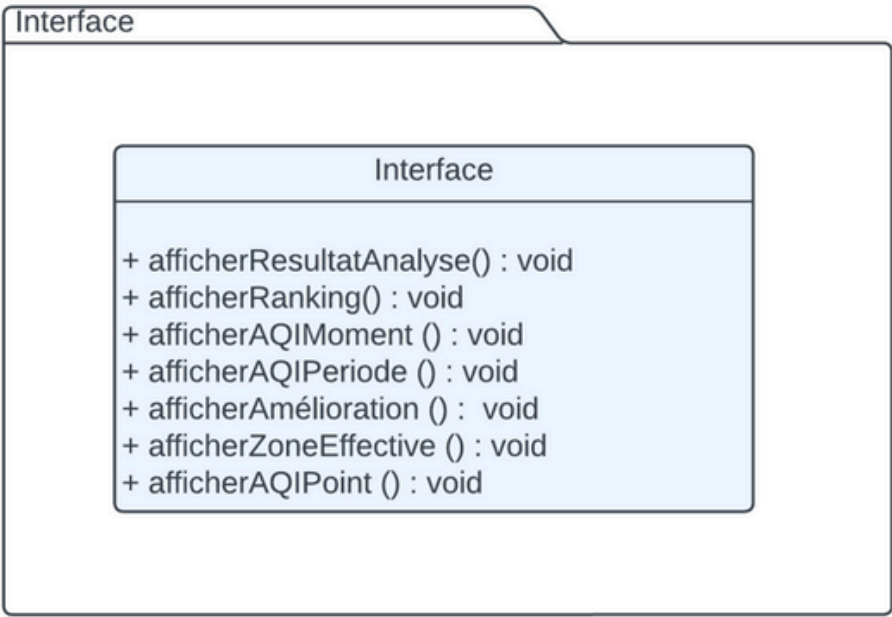 Interface
Interface
+ afficherResultatAnalyse() : void
+ afficherRanking() : void
+ afficherAQIMoment () : void
+ afficherAQIPeriode () : void
+ afficherAmélioration () :  void
+ afficherZoneEffective () : void
+ afficherAQIPoint () : void